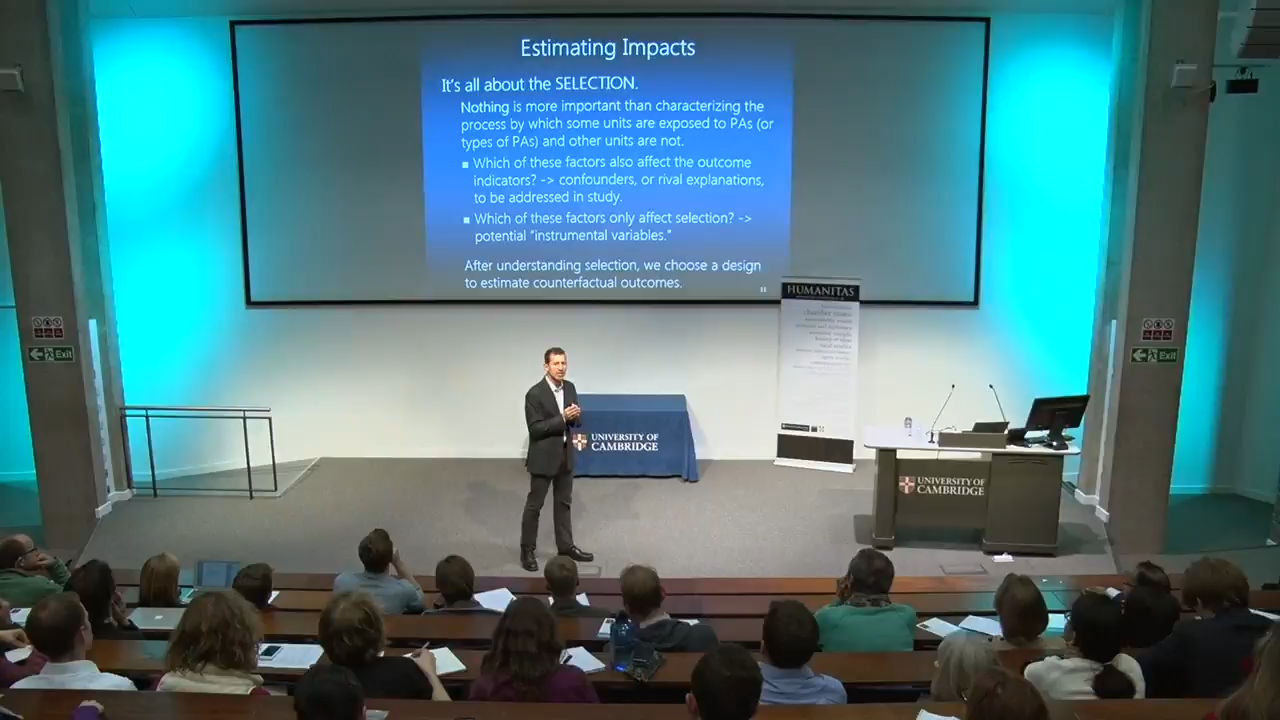 Estimating Impacts
It's all about the SELECTION.
Nothing is more important than characterizing the
process by which some units are exposed to PAs (or
types of PAs) and other units are not.
▪ Which of these factors also affect the outcome
indicators? -> confounders, or rival explanations,
to be addressed in study.
▪ Which of these factors only affect selection? ->
potential "instrumental variables."
After understanding selection, we choose a design
to estimate counterfactual outcomes.
11
HUMANITAS
chamber music
Exit
Exit
UNIVERSITY OF
CAMBRIDGE
UNIVERSITY OF
CAMBRIDGE